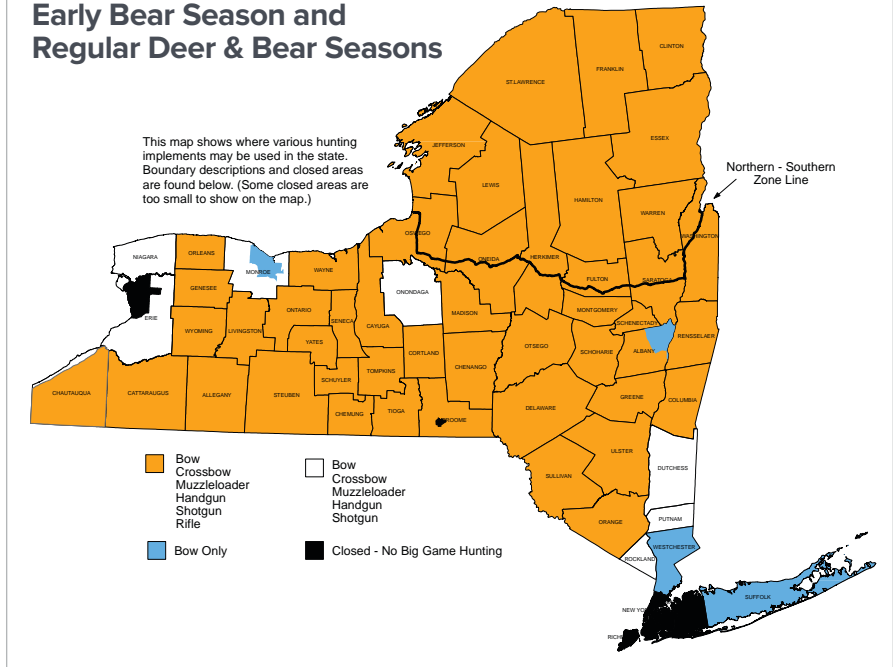 Early Bear Season and
Regular Deer & Bear Seasons
This map shows where various hunting
implements may be used in the state.
Boundary descriptions and closed areas
are found below. (Some closed areas are
too small to show on the map.)
Northern - Southern
Zone Line
CLINTON
FRANKLIN
ST.LAWRENCE
ESSEX
JEFFERSON
LEWIS
HAMILTON
WARREN
WASHINGTON
OSWEGO
ONEIDA
HERKIMER
FULTON
SARATOGA
NIAGARA
ORLEANS
MONROE
WAYNE
GENESEE
ONONDAGA
ERIE
ONTARIO
SENECA
CAYUGA
MADISON
MONTGOMERY
SCHENECTADY
WYOMING
LIVINGSTON
YATES
OTSEGO
SCHOHARIE
ALBANY
RENSSELAER
CORTLAND
CHENANGO
TOMPKINS
SCHUYLER
CHAUTAUQUA
CATTARAUGUS
ALLEGANY
STEUBEN
CHEMUNG
TIOGA
DELAWARE
GREENE
COLUMBIA
ULSTER
SULLIVAN
DUTCHESS
ORANGE
PUTNAM
ROCKLAND
WESTCHESTER
SUFFOLK
Bow
Crossbow
Muzzleloader
Handgun
Shotgun
Rifle
Bow
Crossbow
Muzzleloader
Handgun
Shotgun
Bow Only
Closed - No Big Game Hunting